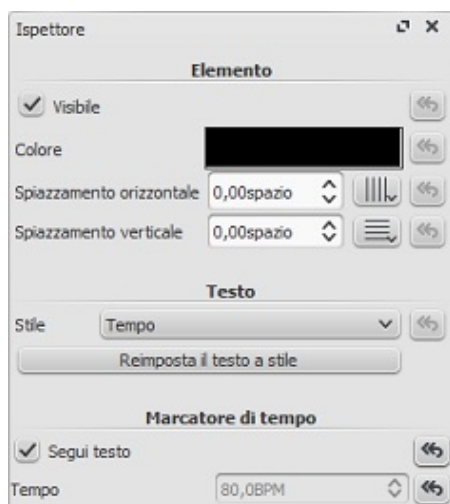 Ispettore
Elemento
Visibile
Colore
Spiazzamento orizzontale 0,00spazio
Spiazzamento verticale 0,00spazio
Testo
Stile Tempo
Reimposta il testo a stile
Marcatore di tempo
Segui testo
Tempo 80,0BPM